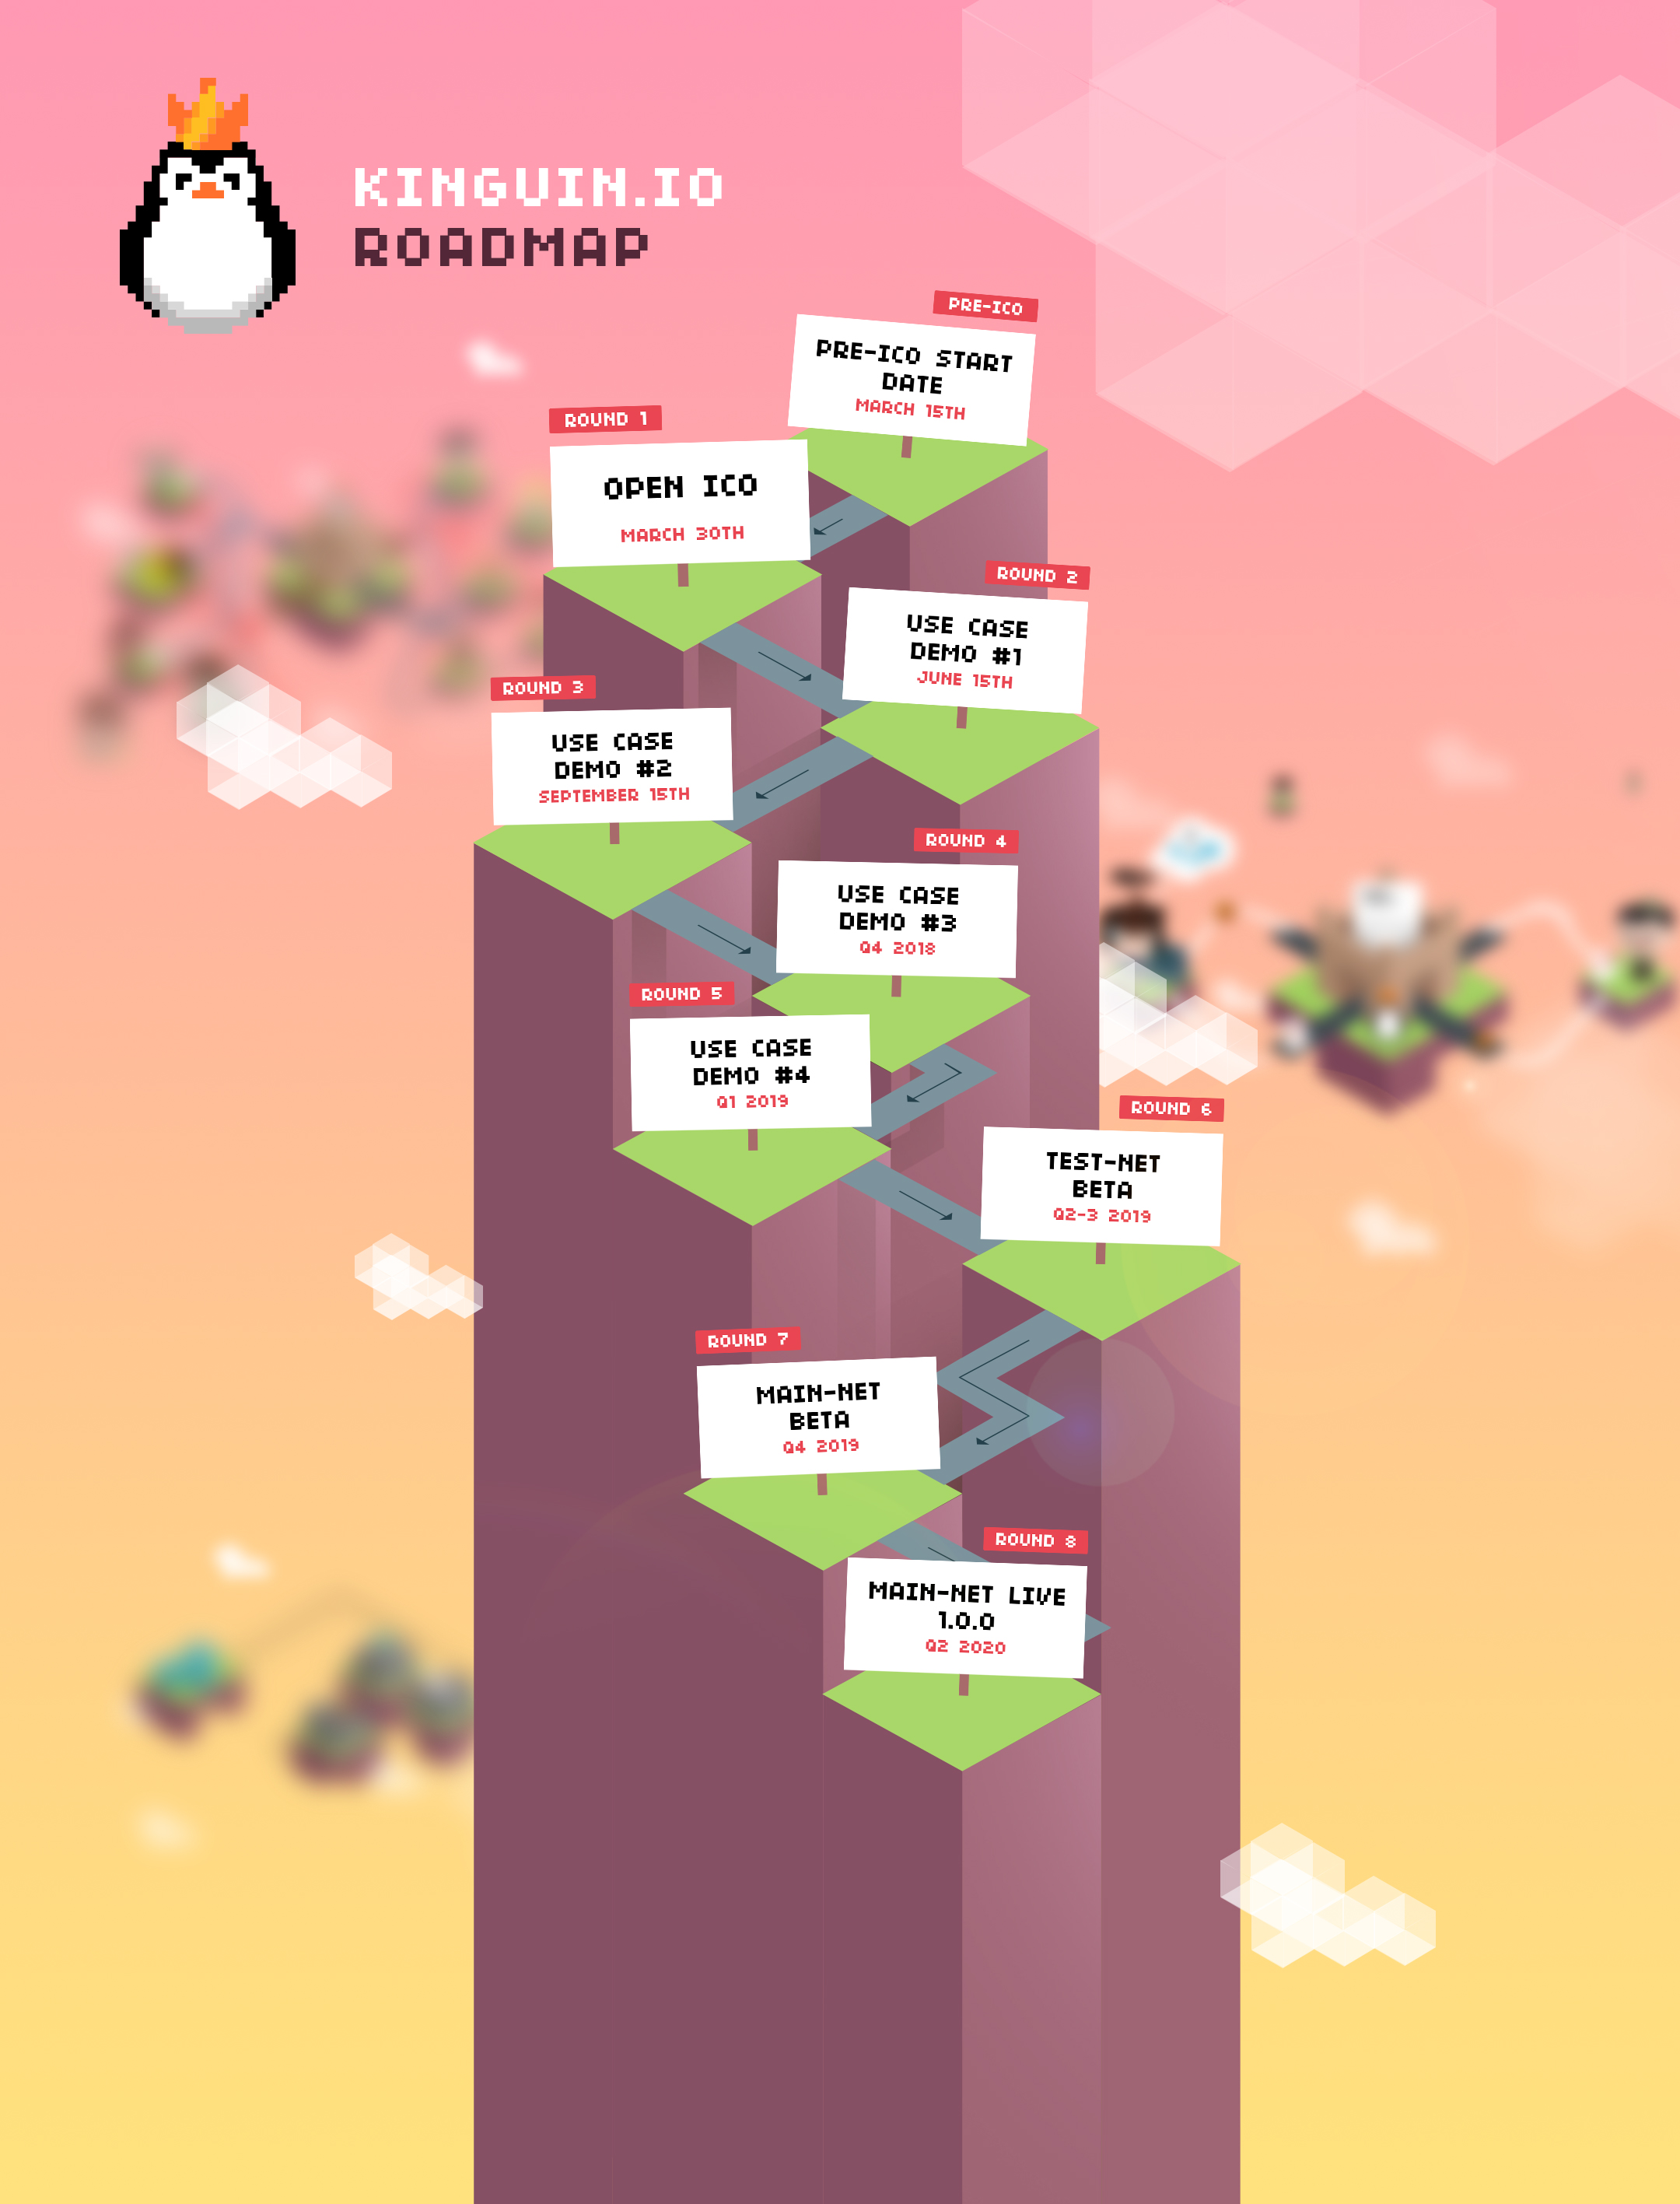 KINGUIN.IO
ROADMAP
PRE-ICO
PRE-ICO START
DATE
MARCH 15TH
ROUND 1
OPEN ICO
MARCH 30TH
ROUND 2
USE CASE
DEMO #1
JUNE 15TH
ROUND 3
USE CASE
DEMO #2
SEPTEMBER 15TH
ROUND 4
USE CASE
DEMO #3
Q4 2018
ROUND 5
USE CASE
DEMO #4
Q1 2019
ROUND 6
TEST-NET
BETA
Q2-3 2019
ROUND 7
MAIN-NET
BETA
Q4 2019
ROUND 8
MAIN-NET LIVE
1.0.0
Q2 2020